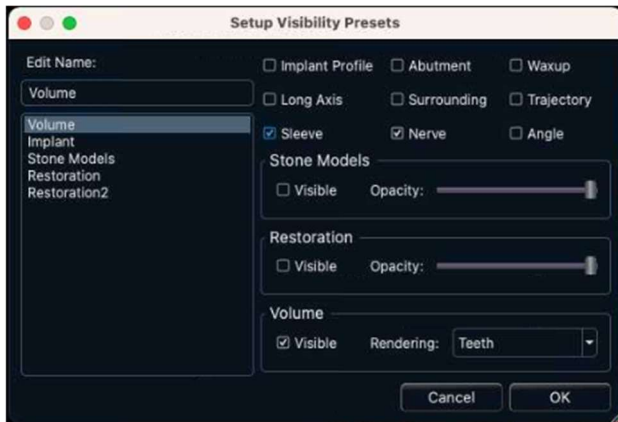 Setup Visibility Presets
Edit Name:
Volume
Volume
Implant
Stone Models
Restoration
Restoration2
Implant Profile Abutment Waxup
Long Axis Surrounding Trajectory
Sleeve Nerve Angle
Stone Models
Visible Opacity:
Restoration
Visible Opacity:
Volume
Visible Rendering: Teeth
Cancel OK